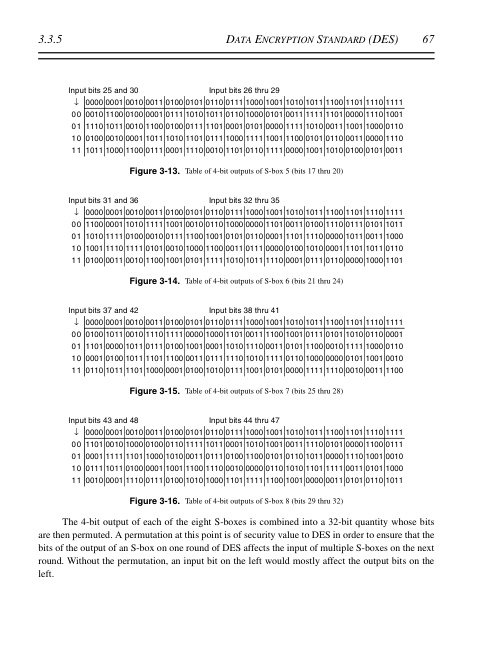 3.3.5 DATA ENCRYPTION STANDARD (DES) 67
Input bits 25 and 30 Input bits 26 thru 29
↓ |0000|0001|0010|0011|0100|0101|0110|0111|1000|1001|1010|1011|1100|1101|1110|1111
00 |0010|1100|0100|0001|0111|1010|1011|0110|1000|0101|0011|1111|1101|0000|1110|1001
01 |1110|1011|0010|1100|0100|0111|1101|0001|0101|0000|1111|1010|0011|1001|1000|0110
10 |0100|0010|0001|1011|1010|1101|0111|1000|1111|1001|1100|0101|0110|0011|0000|1110
11 |1011|1000|1100|0111|0001|1110|0010|1101|0110|1111|0000|1001|1010|0100|0101|0011
Figure 3-13. Table of 4-bit outputs of S-box 5 (bits 17 thru 20)
Input bits 31 and 36 Input bits 32 thru 35
↓ |0000|0001|0010|0011|0100|0101|0110|0111|1000|1001|1010|1011|1100|1101|1110|1111
00 |1100|0001|1010|1111|1001|0010|0110|1000|0000|1101|0011|0100|1110|0111|0101|1011
01 |1010|1111|0100|0010|0111|1100|1001|0101|0110|0001|1101|1110|0000|1011|0011|1000
10 |1001|1110|1111|0101|0010|1000|1100|0011|0111|0000|0100|1010|0001|1101|1011|0110
11 |0100|0011|0010|1100|1001|0101|1111|1010|1011|1110|0001|0111|0110|0000|1000|1101
Figure 3-14. Table of 4-bit outputs of S-box 6 (bits 21 thru 24)
Input bits 37 and 42 Input bits 38 thru 41
↓ |0000|0001|0010|0011|0100|0101|0110|0111|1000|1001|1010|1011|1100|1101|1110|1111
00 |0100|1011|0010|1110|1111|0000|1000|1101|0011|1100|1001|0111|0101|1010|0110|0001
01 |1101|0000|1011|0111|0100|1001|0001|1010|1110|0011|0101|1100|0010|1111|1000|0110
10 |0001|0100|1011|1101|1100|0011|0111|1110|1010|1111|0110|1000|0000|0101|1001|0010
11 |0110|1011|1101|1000|0001|0100|1010|0111|1001|0101|0000|1111|1110|0010|0011|1100
Figure 3-15. Table of 4-bit outputs of S-box 7 (bits 25 thru 28)
Input bits 43 and 48 Input bits 44 thru 47
↓ |0000|0001|0010|0011|0100|0101|0110|0111|1000|1001|1010|1011|1100|1101|1110|1111
00 |1101|0010|1000|0100|0110|1111|1011|0001|1010|1001|0011|1110|0101|0000|1100|0111
01 |0001|1111|1101|1000|1010|0011|0111|0100|1100|0101|0110|1011|0000|1110|1001|0010
10 |0111|1011|0100|0001|1001|1100|1110|0010|0000|0110|1010|1101|1111|0011|0101|1000
11 |0010|0001|1110|0111|0100|1010|1000|1101|1111|1100|1001|0000|0011|0101|0110|1011
Figure 3-16. Table of 4-bit outputs of S-box 8 (bits 29 thru 32)
The 4-bit output of each of the eight S-boxes is combined into a 32-bit quantity whose bits
are then permuted. A permutation at this point is of security value to DES in order to ensure that the
bits of the output of an S-box on one round of DES affects the input of multiple S-boxes on the next
round. Without the permutation, an input bit on the left would mostly affect the output bits on the
left.